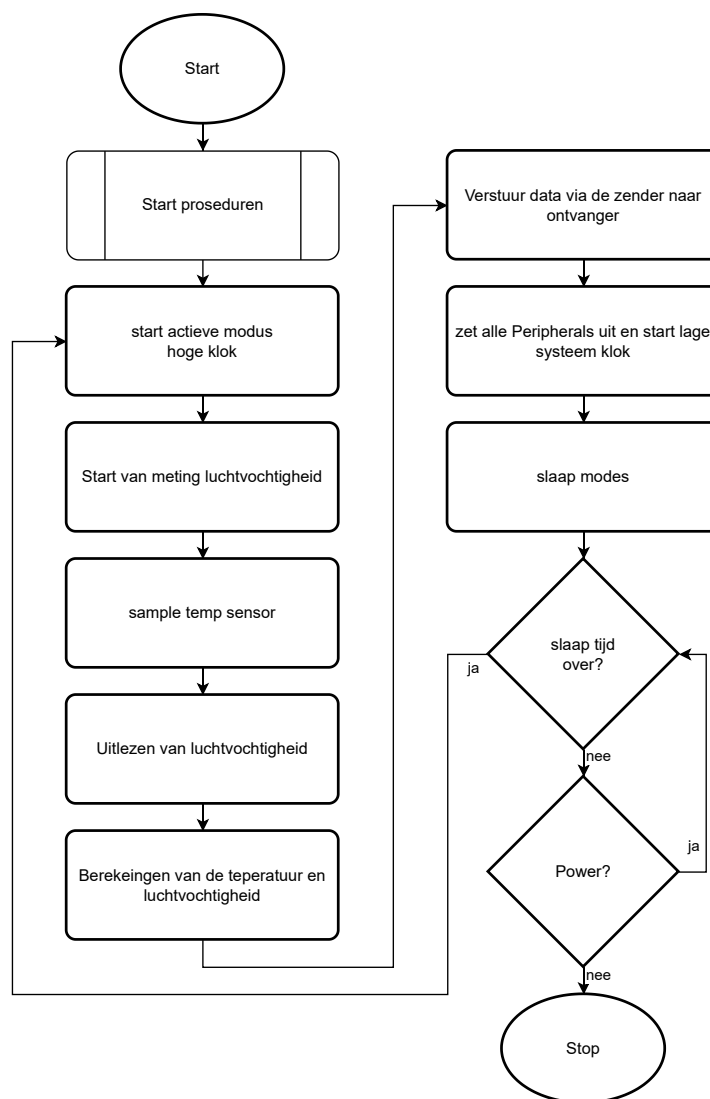 Start
Start proseduren
start actieve modus
hoge klok
Start van meting luchtvochtigheid
sample temp sensor
Uitlezen van luchtvochtigheid
Berekeingen van de teperatuur en
luchtvochtigheid
Verstuur data via de zender naar
ontvanger
zet alle Peripherals uit en start lage
systeem klok
slaap modes
slaap tijd
over?
ja
nee
Power?
ja
nee
Stop